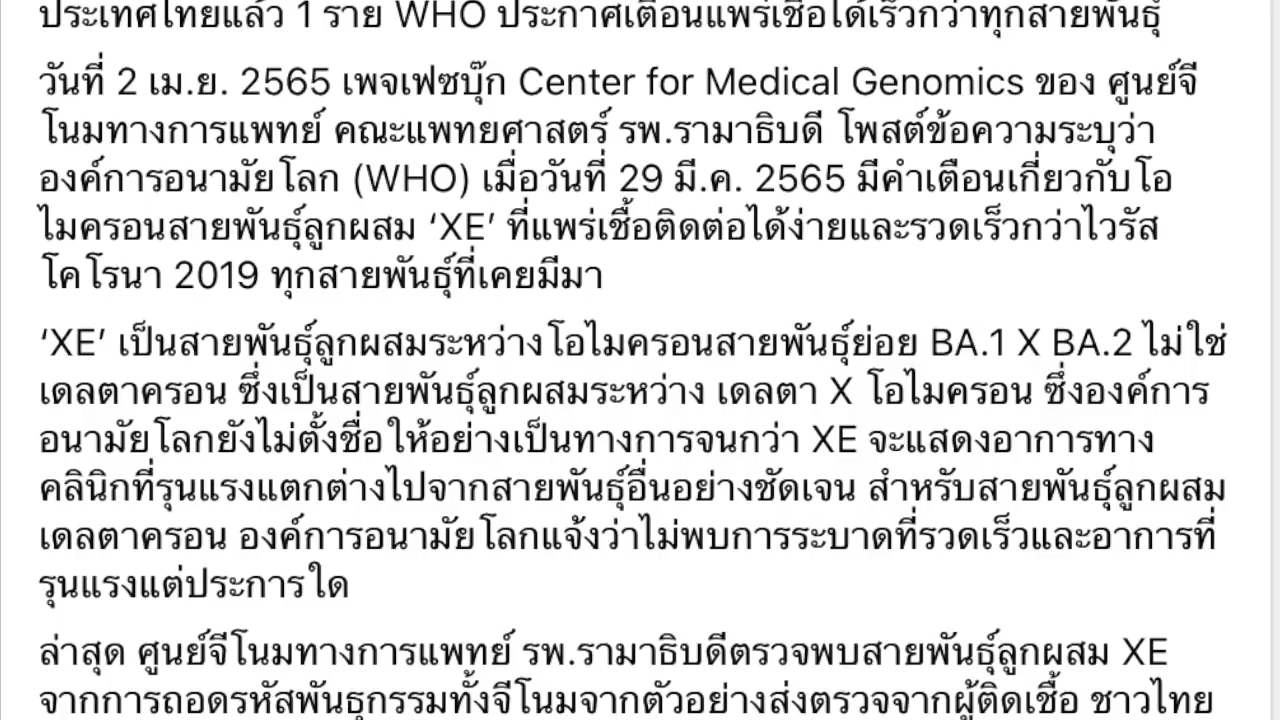 ประเทศไทยแล้ว 1 ราย WHO ประกาศเตือนแพร่เชื้อได้เร็วกว่าทุกสายพันธุ์
วันที่ 2 เม.ย. 2565 เพจเฟซบุ๊ก Center for Medical Genomics ของ ศูนย์จี
โนมทางการแพทย์ คณะแพทยศาสตร์ รพ.รามาธิบดี โพสต์ข้อความระบุว่า
องค์การอนามัยโลก (WHO) เมื่อวันที่ 29 มี.ค. 2565 มีคำเตือนเกี่ยวกับโอ
ไมครอนสายพันธุ์ลูกผสม ‘XE’ ที่แพร่เชื้อติดต่อได้ง่ายและรวดเร็วกว่าไวรัส
โคโรนา 2019 ทุกสายพันธุ์ที่เคยมีมา
‘XE’ เป็นสายพันธุ์ลูกผสมระหว่างโอไมครอนสายพันธุ์ย่อย BA.1 X BA.2 ไม่ใช่
เดลตาครอน ซึ่งเป็นสายพันธุ์ลูกผสมระหว่าง เดลตา X โอไมครอน ซึ่งองค์การ
อนามัยโลกยังไม่ตั้งชื่อให้อย่างเป็นทางการจนกว่า XE จะแสดงอาการทาง
คลินิกที่รุนแรงแตกต่างไปจากสายพันธุ์อื่นอย่างชัดเจน สำหรับสายพันธุ์ลูกผสม
เดลตาครอน องค์การอนามัยโลกแจ้งว่าไม่พบการระบาดที่รวดเร็วและอาการที่
รุนแรงแต่ประการใด
ล่าสุด ศูนย์จีโนมทางการแพทย์ รพ.รามาธิบดีตรวจพบสายพันธุ์ลูกผสม XE
จากการถอดรหัสพันธุกรรมทั้งจีโนมจากตัวอย่างส่งตรวจจากผู้ติดเชื้อ ชาวไทย